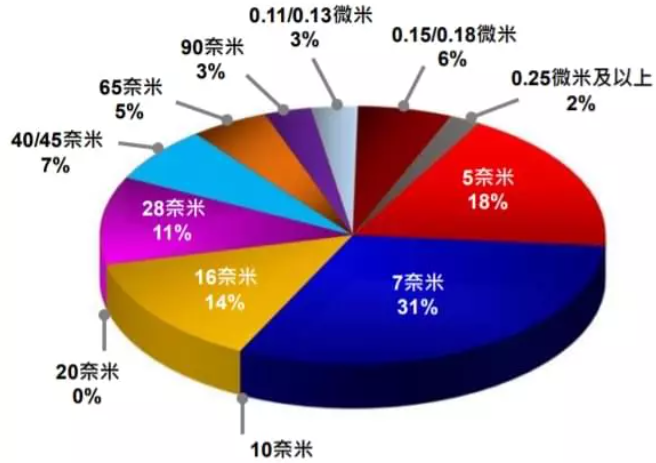 0.11/0.13微米
3%
0.15/0.18微米
6%
90奈米
3%
0.25微米及以上
2%
65奈米
5%
40/45奈米
7%
5奈米
18%
28奈米
11%
16奈米
14%
7奈米
31%
20奈米
0%
10奈米